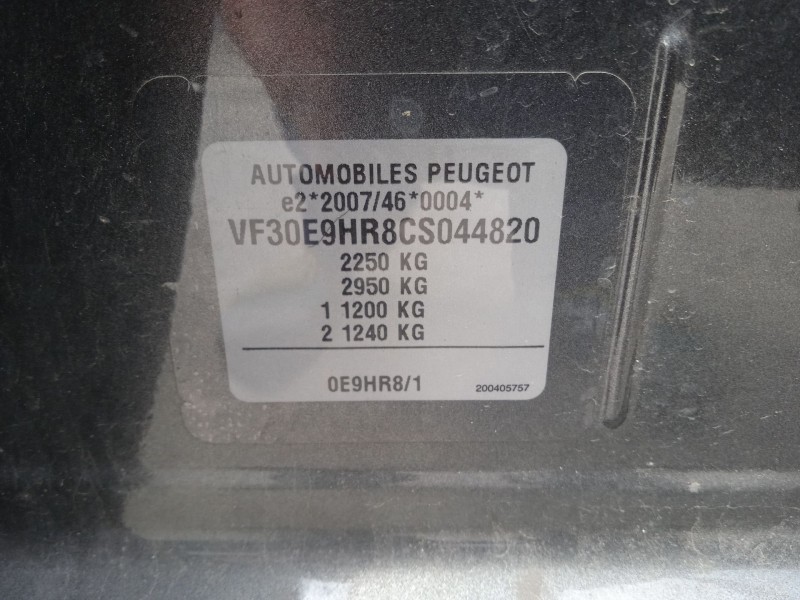 AUTOMOBILES PEUGEOT
e2*2007/46*0004*
VF30E9HR8CS044820
2250 KG
2950 KG
1 1200 KG
2 1240 KG
0E9HR8/1
200405757